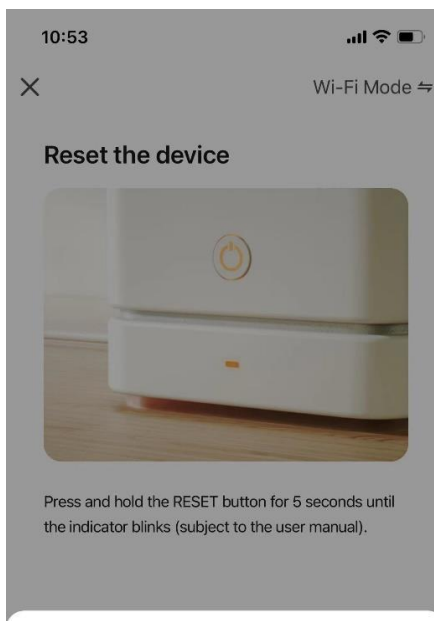 10:53
Wi-Fi Mode ⇋
Reset the device
Press and hold the RESET button for 5 seconds until
the indicator blinks (subject to the user manual).